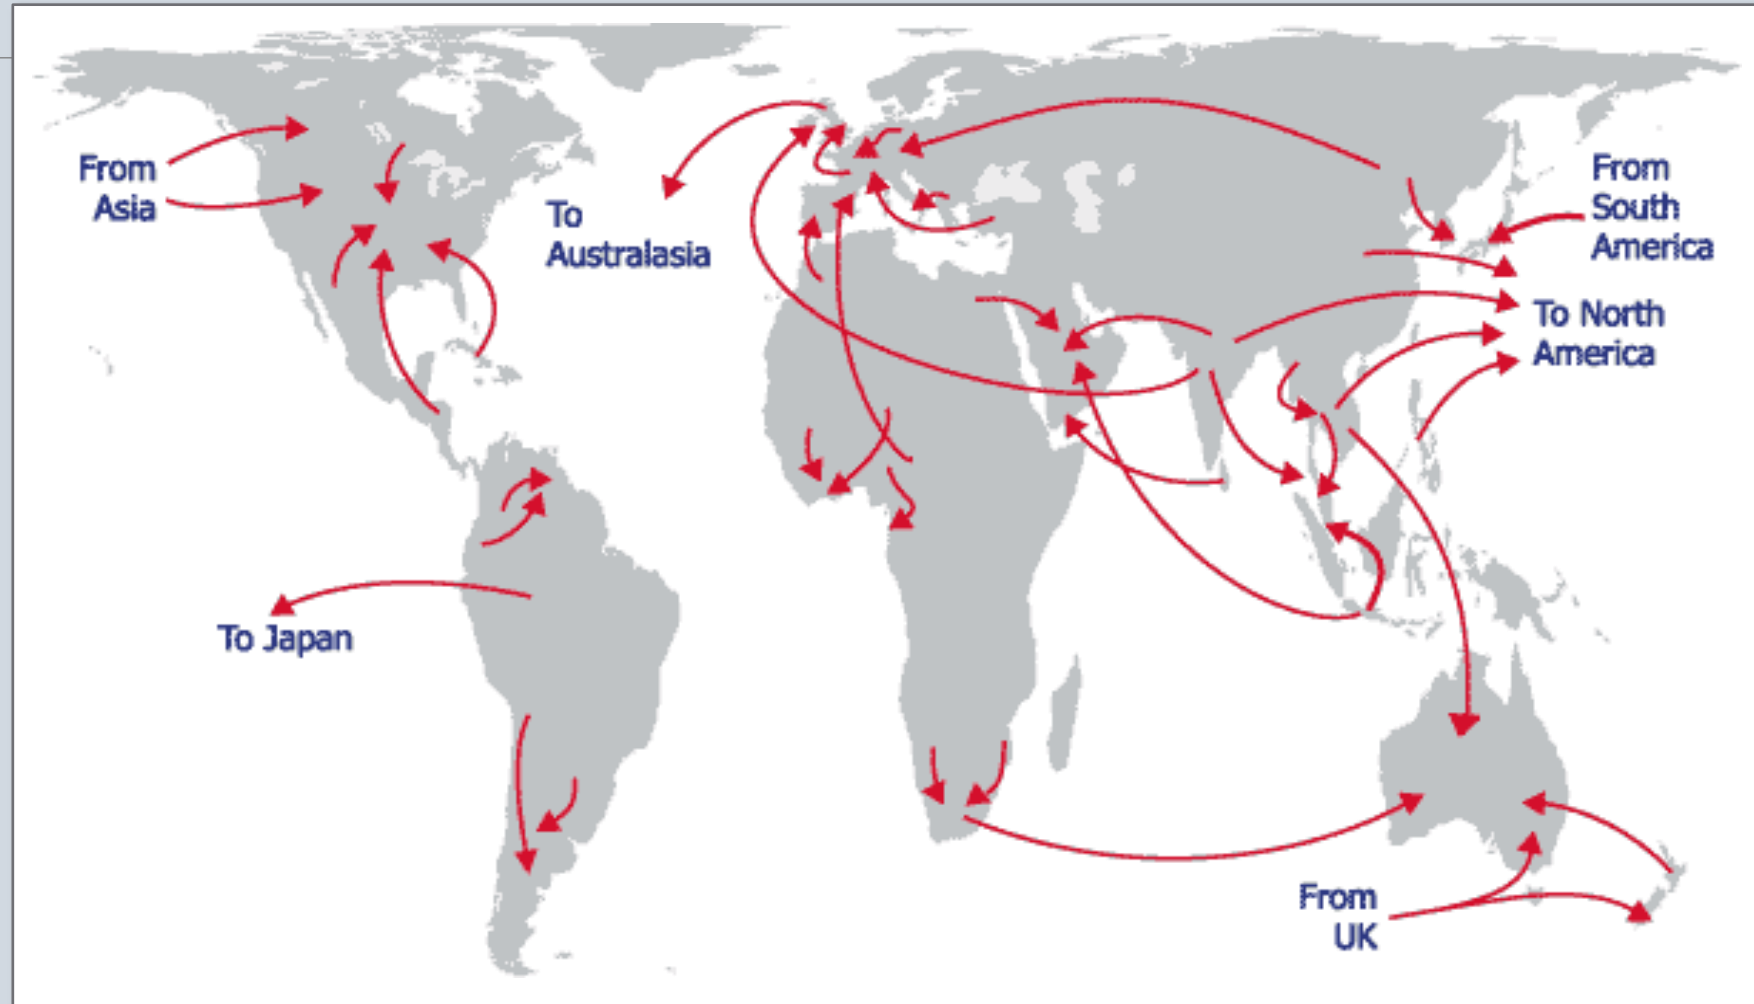 From
Asia
To
Australasia
From
South
America
To North
America
To Japan
From
UK